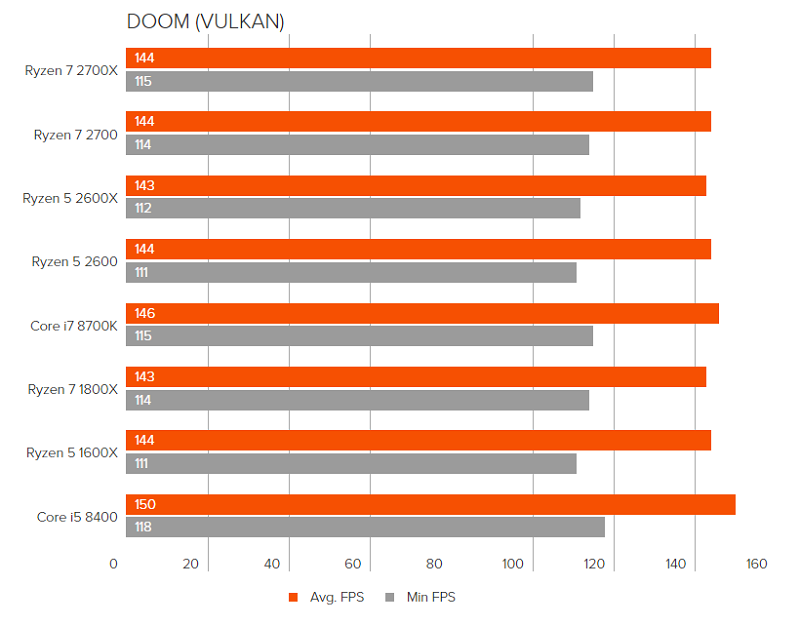 DOOM (VULKAN)
144
Ryzen 7 2700X
115
144
Ryzen 7 2700
114
143
Ryzen 5 2600X
112
144
Ryzen 5 2600
111
146
Core i7 8700K
115
143
Ryzen 7 1800X
114
144
Ryzen 5 1600X
111
150
Core i5 8400
118
0 20 40 60 80 100 120 140 160
Avg. FPS Min FPS